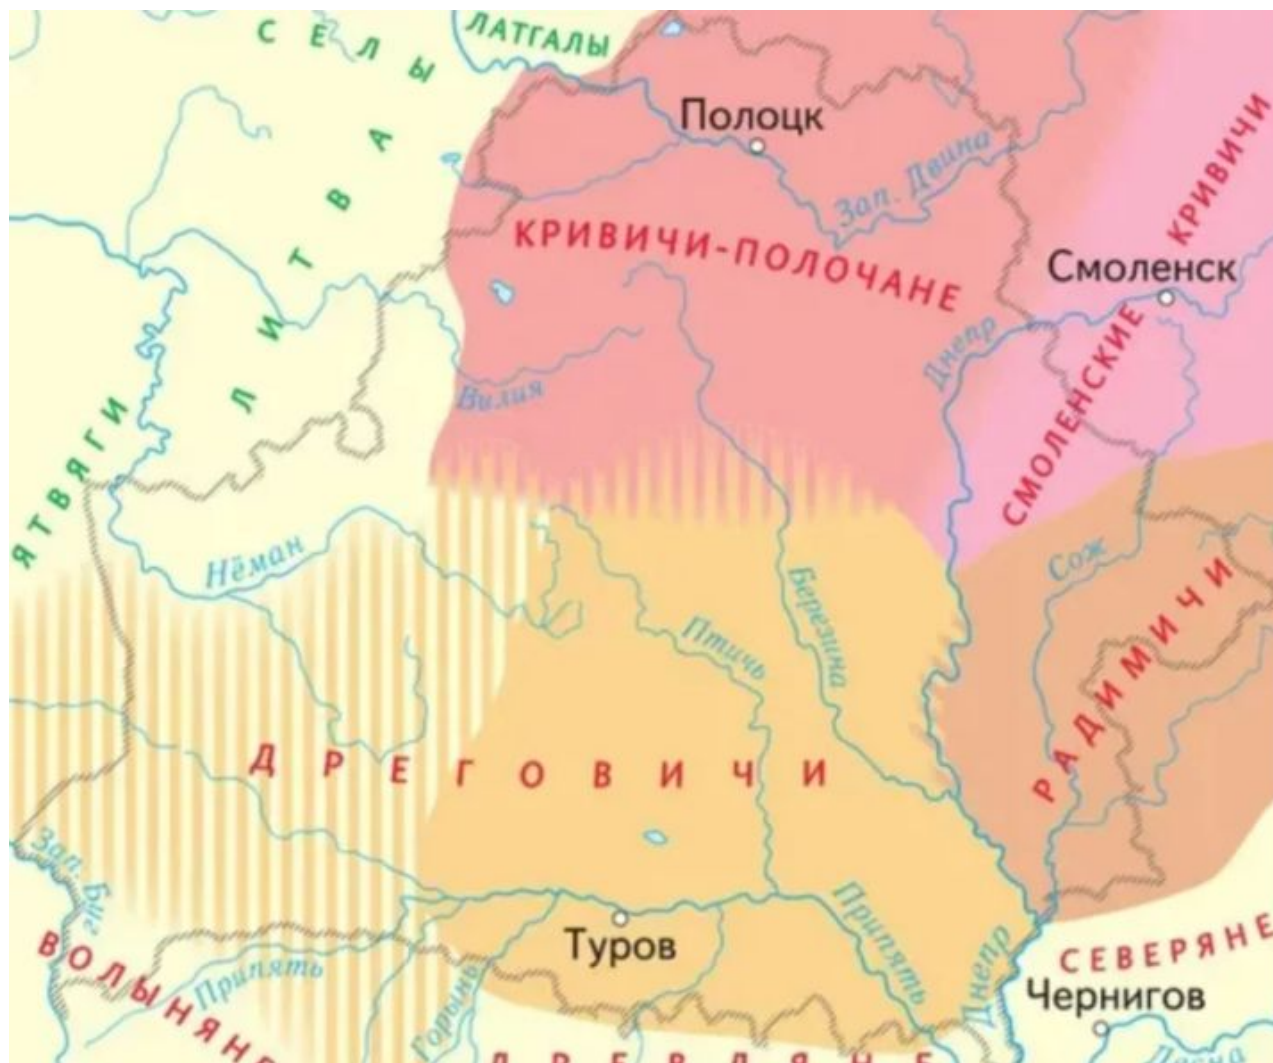 СЕЛЫ
ЛАТГАЛЫ
ЛИТВА
Полоцк
Зап. Двина
КРИВИЧИ-ПОЛОЧАНЕ
СМОЛЕНСКИЕ КРИВИЧИ
Смоленск
Днепр
Вилия
ЯТВЯГИ
Нёман
Сож
Березина
Птичь
РАДИМИЧИ
ДРЕГОВИЧИ
Зап. Буг
Припять
Туров
Днепр
СЕВЕРЯНЕ
ВОЛЫНЯНЕ
Припять
Горынь
Чернигов
ДРЕВЛЯНЕ